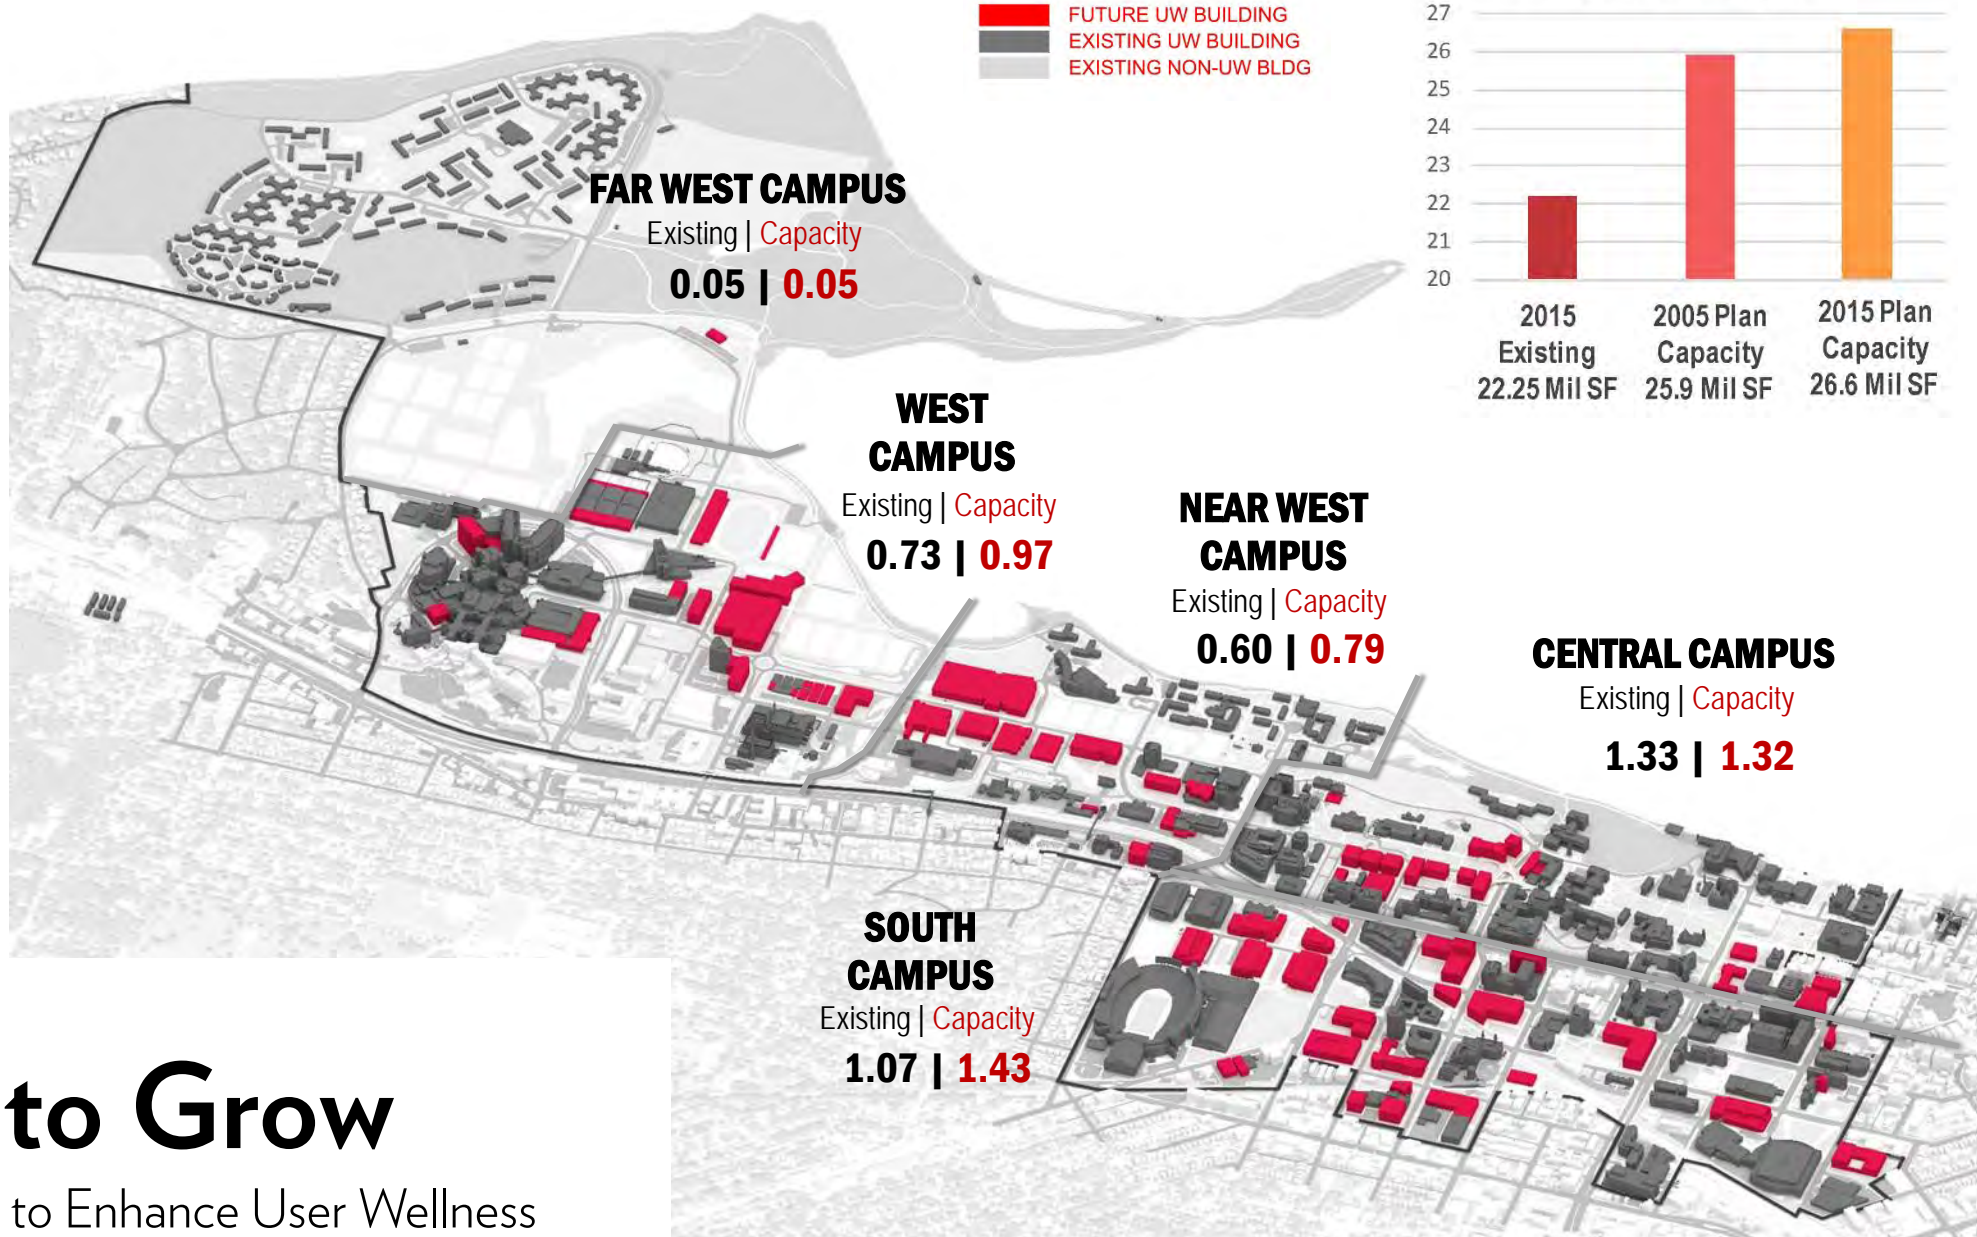 FUTURE UW BUILDING
EXISTING UW BUILDING
EXISTING NON-UW BLDG
27
26
25
24
23
22
21
20
2015
Existing
22.25 Mil SF
2005 Plan
Capacity
25.9 Mil SF
2015 Plan
Capacity
26.6 Mil SF
FAR WEST CAMPUS
Existing | Capacity
0.05 | 0.05
WEST
CAMPUS
Existing | Capacity
0.73 | 0.97
NEAR WEST
CAMPUS
Existing | Capacity
0.60 | 0.79
CENTRAL CAMPUS
Existing | Capacity
1.33 | 1.32
SOUTH
CAMPUS
Existing | Capacity
1.07 | 1.43
to Grow
to Enhance User Wellness